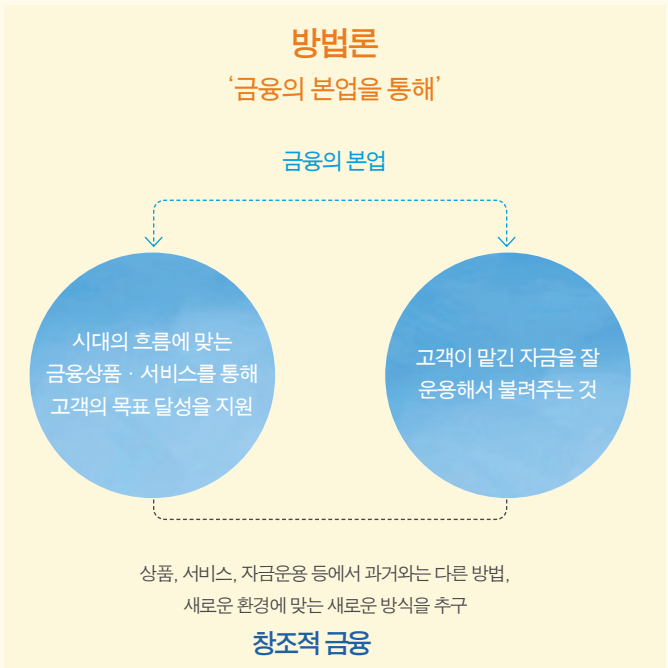 방법론
‘금융의 본업을 통해’
금융의 본업
시대의 흐름에 맞는
금융상품 · 서비스를 통해
고객의 목표 달성을 지원
고객이 맡긴 자금을 잘
운용해서 불려주는 것
상품, 서비스, 자금운용 등에서 과거와는 다른 방법,
새로운 환경에 맞는 새로운 방식을 추구
창조적 금융